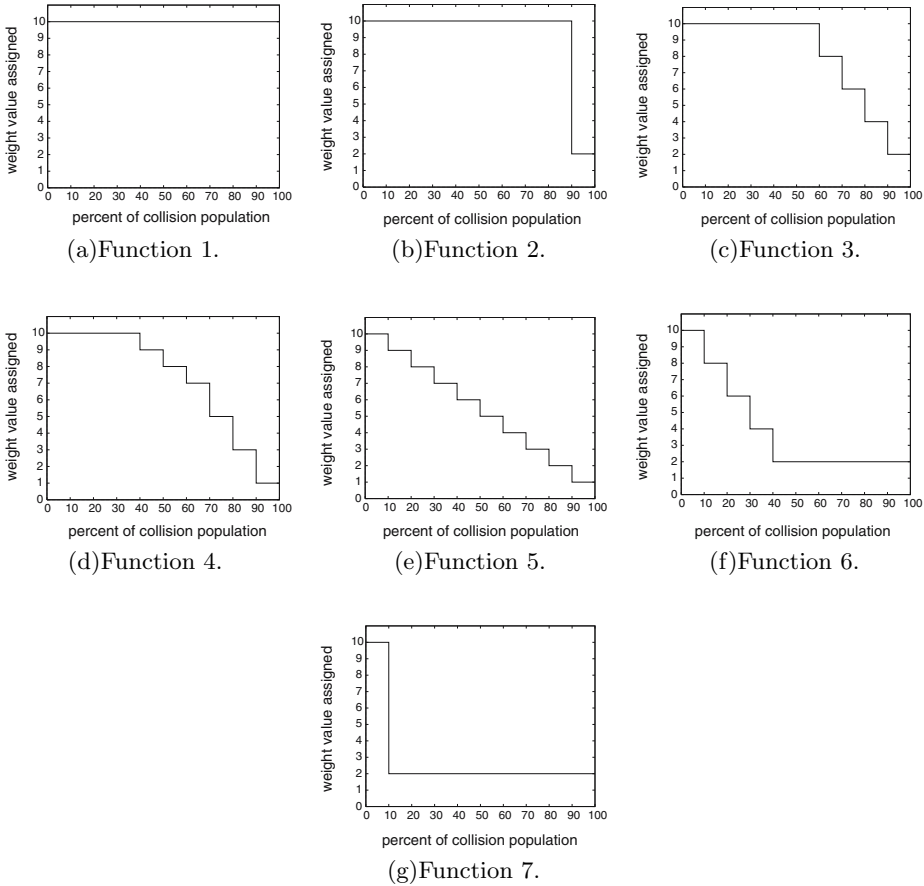 weight value assigned
10
9
8
7
6
5
4
3
2
1
0
0 10 20 30 40 50 60 70 80 90 100
percent of collision population
(a)Function 1.
weight value assigned
10
9
8
7
6
5
4
3
2
1
0
0 10 20 30 40 50 60 70 80 90 100
percent of collision population
(b)Function 2.
weight value assigned
10
9
8
7
6
5
4
3
2
1
0
0 10 20 30 40 50 60 70 80 90 100
percent of collision population
(c)Function 3.
weight value assigned
10
9
8
7
6
5
4
3
2
1
0
0 10 20 30 40 50 60 70 80 90 100
percent of collision population
(d)Function 4.
weight value assigned
10
9
8
7
6
5
4
3
2
1
0
0 10 20 30 40 50 60 70 80 90 100
percent of collision population
(e)Function 5.
weight value assigned
10
9
8
7
6
5
4
3
2
1
0
0 10 20 30 40 50 60 70 80 90 100
percent of collision population
(f)Function 6.
weight value assigned
10
9
8
7
6
5
4
3
2
1
0
0 10 20 30 40 50 60 70 80 90 100
percent of collision population
(g)Function 7.